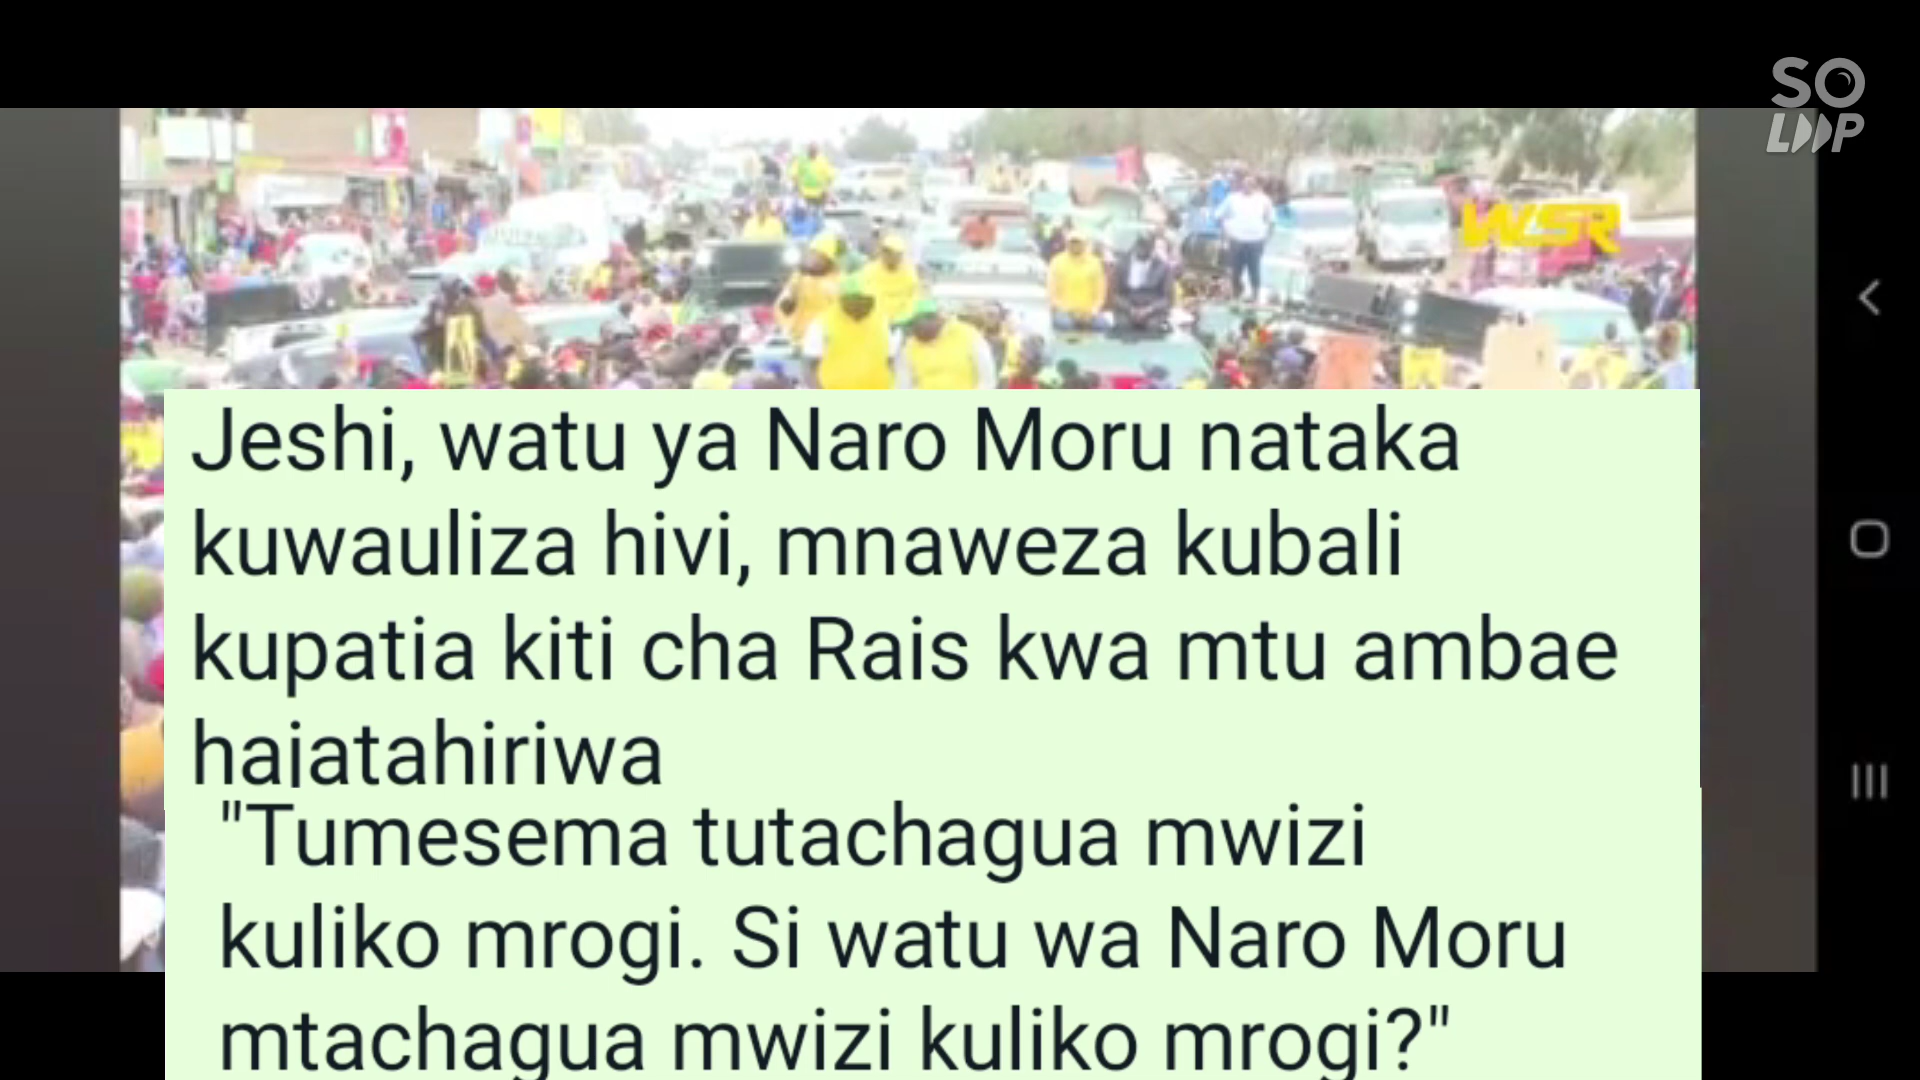 SO
LOOP
WSR
Jeshi, watu ya Naro Moru nataka
kuwauliza hivi, mnaweza kubali
kupatia kiti cha Rais kwa mtu ambae
hajatahiriwa
"Tumesema tutachagua mwizi
kuliko mrogi. Si watu wa Naro Moru
mtachagua mwizi kuliko mrogi?"